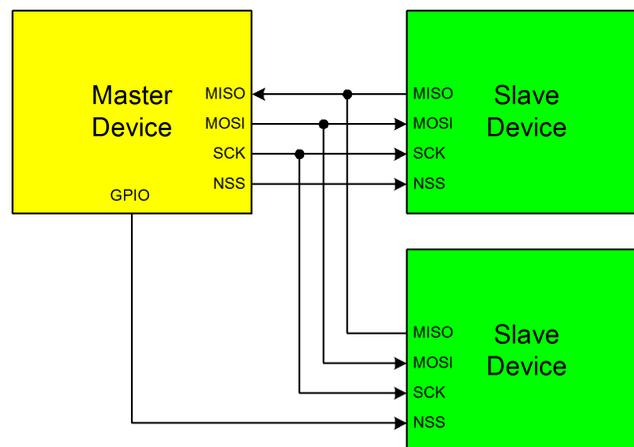 Master
Device
MISO
MOSI
SCK
NSS
GPIO
MISO
MOSI
SCK
NSS
Slave
Device
MISO
MOSI
SCK
NSS
Slave
Device